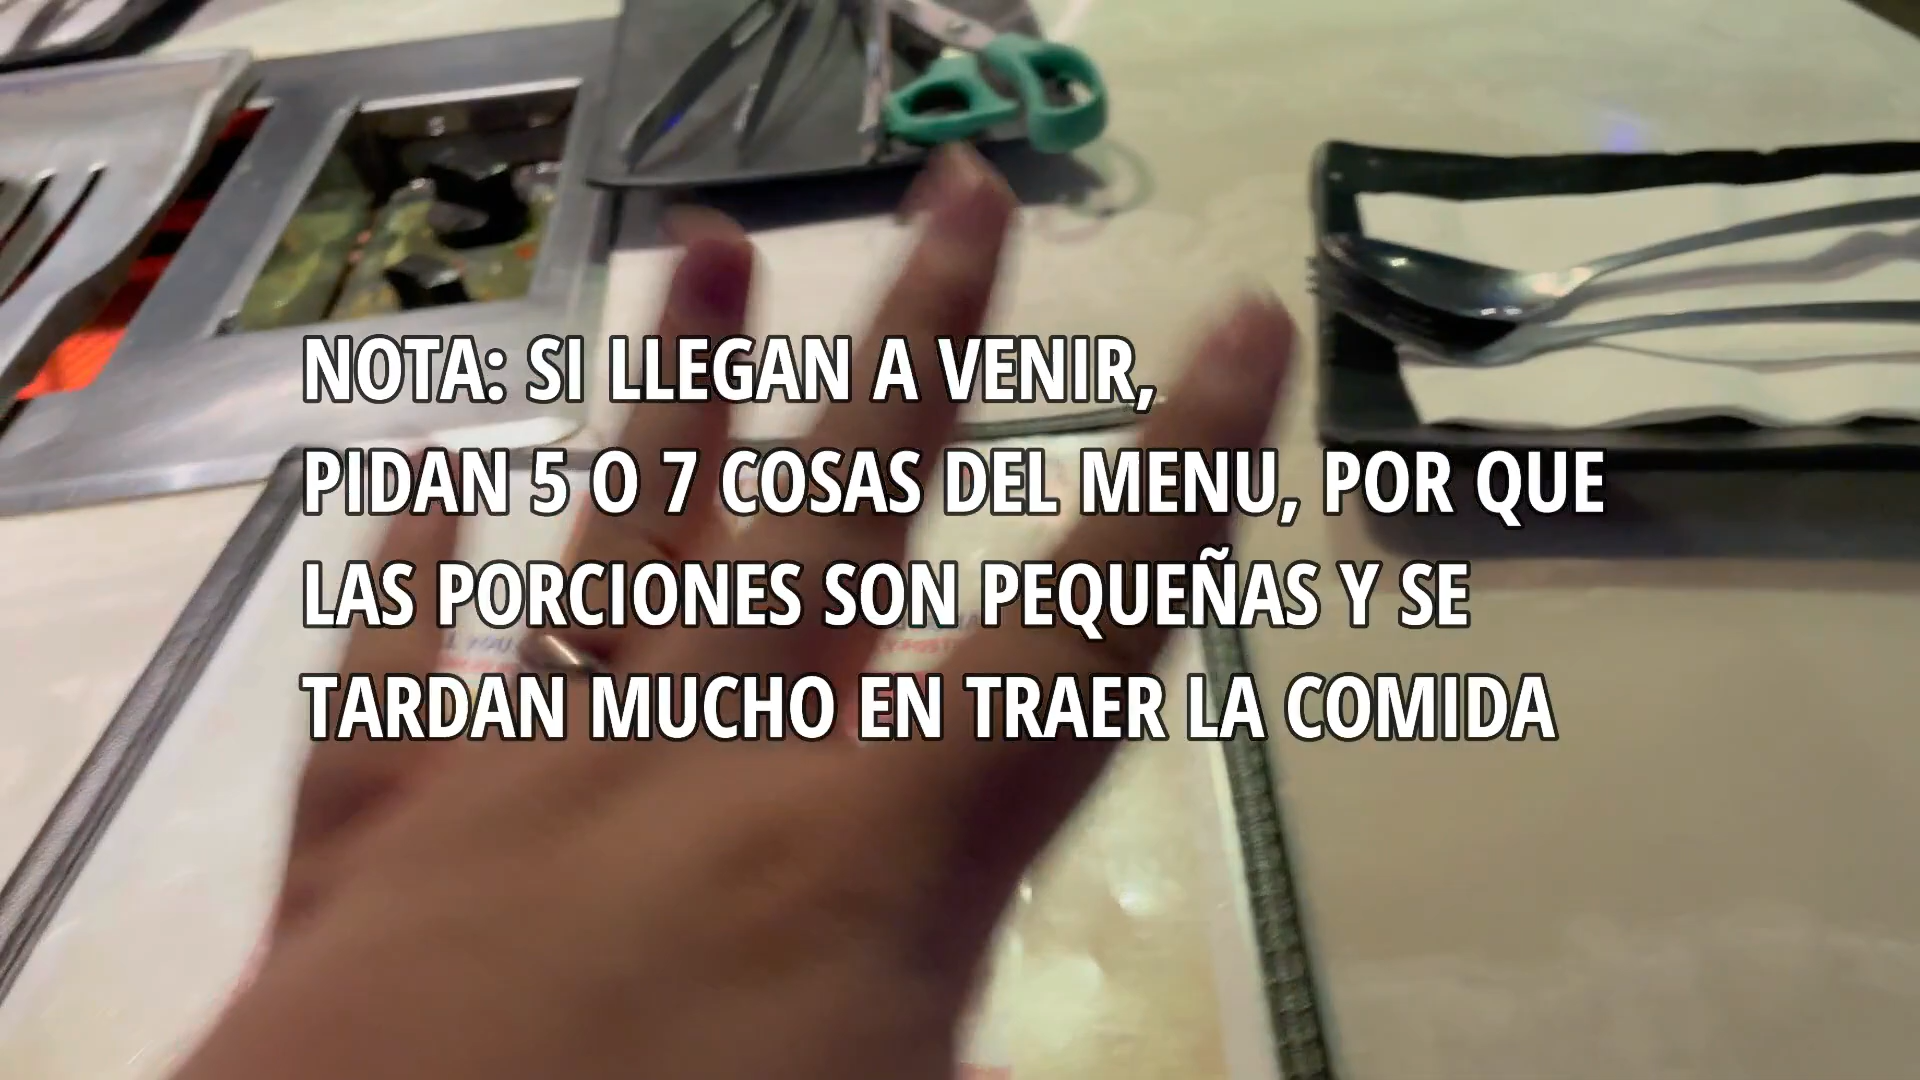 NOTA: SI LLEGAN A VENIR,
PIDAN 5 O 7 COSAS DEL MENU, POR QUE
LAS PORCIONES SON PEQUEÑAS Y SE
TARDAN MUCHO EN TRAER LA COMIDA